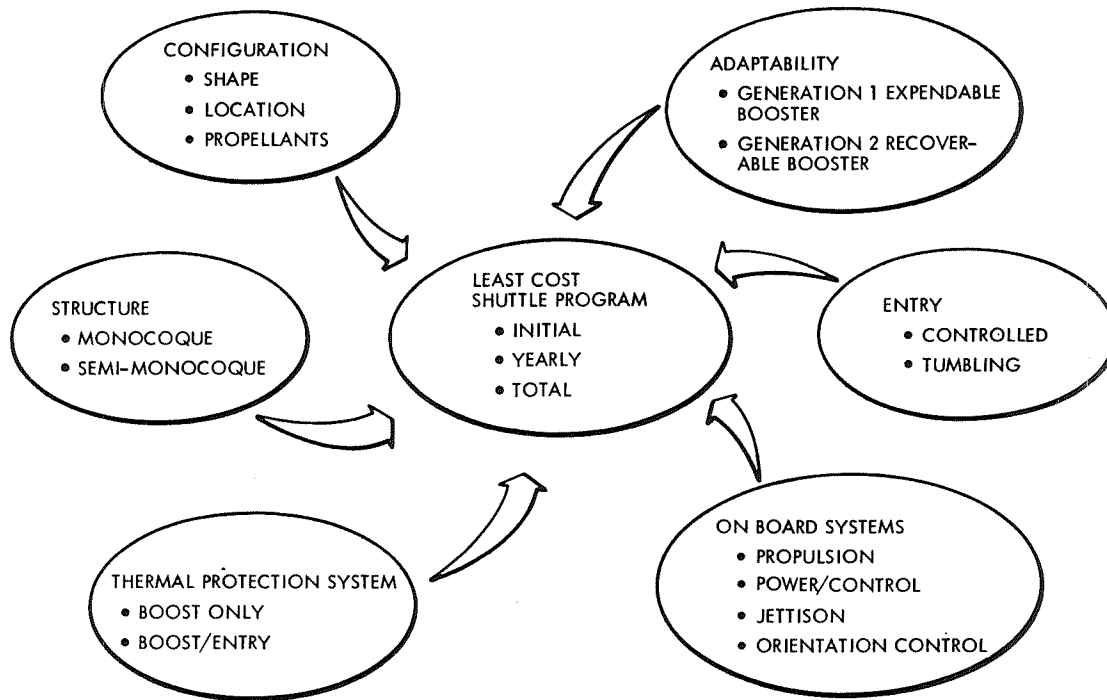 CONFIGURATION
• SHAPE
• LOCATION
• PROPELLANTS
ADAPTABILITY
• GENERATION 1 EXPENDABLE
BOOSTER
• GENERATION 2 RECOVER-
ABLE BOOSTER
STRUCTURE
• MONOCOQUE
• SEMI-MONOCOQUE
LEAST COST
SHUTTLE PROGRAM
• INITIAL
• YEARLY
• TOTAL
ENTRY
• CONTROLLED
• TUMBLING
THERMAL PROTECTION SYSTEM
• BOOST ONLY
• BOOST/ENTRY
ON BOARD SYSTEMS
• PROPULSION
• POWER/CONTROL
• JETTISON
• ORIENTATION CONTROL